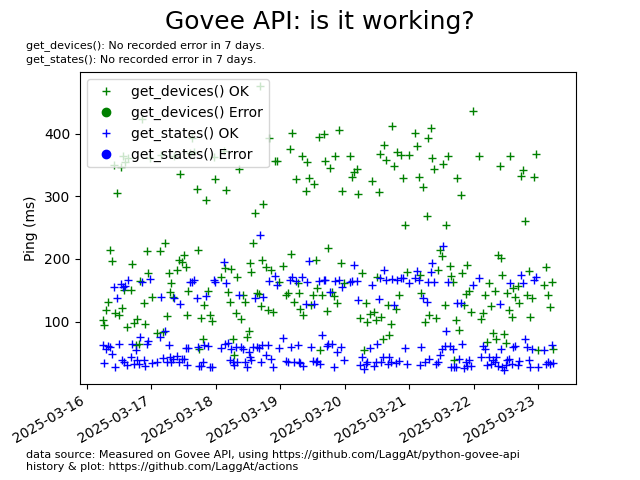 Govee API: is it working?
get_devices(): No recorded error in 7 days.
get_states(): No recorded error in 7 days.
get_devices() OK
get_devices() Error
get_states() OK
get_states() Error
Ping (ms)
400
300
200
100
2025-03-16
2025-03-17
2025-03-18
2025-03-19
2025-03-20
2025-03-21
2025-03-22
2025-03-23
data source: Measured on Govee API, using https://github.com/LaggAt/python-govee-api
history & plot: https://github.com/LaggAt/actions